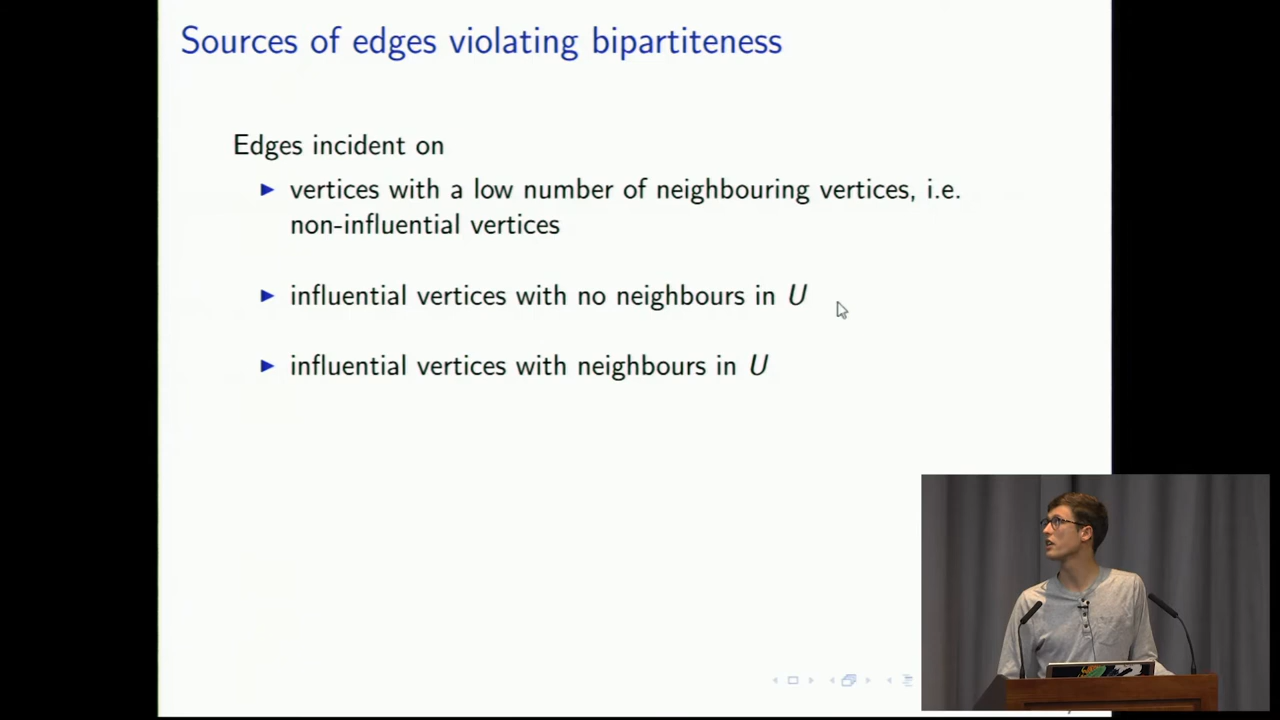 Sources of edges violating bipartiteness
Edges incident on
▶ vertices with a low number of neighbouring vertices, i.e.
non-influential vertices
▶ influential vertices with no neighbours in U
▶ influential vertices with neighbours in U